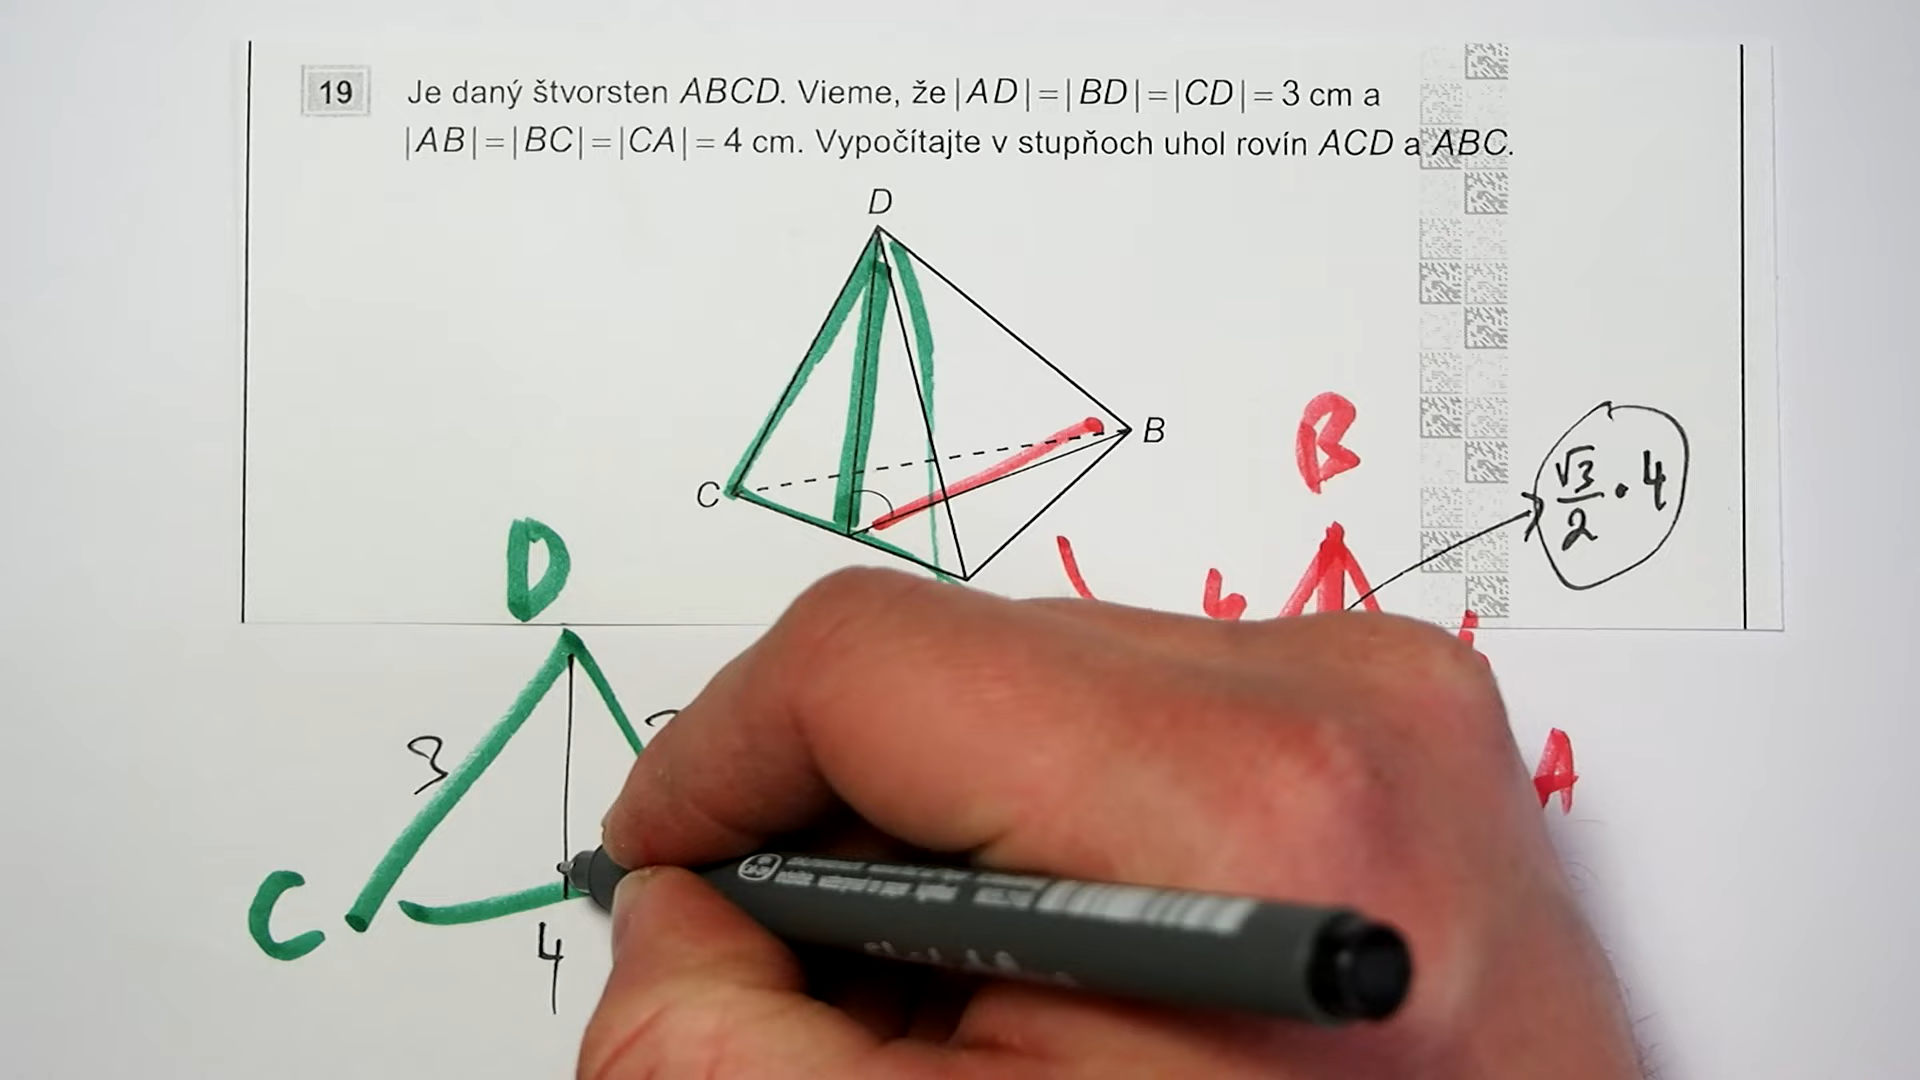 19
Je daný štvorsten ABCD. Vieme, že |AD| = |BD| = |CD| = 3 cm a
|AB| = |BC| = |CA| = 4 cm. Vypočítajte v stupňoch uhol rovín ACD a ABC.
D
B
C
B
√3/2 · 4
D
3
A
C
4